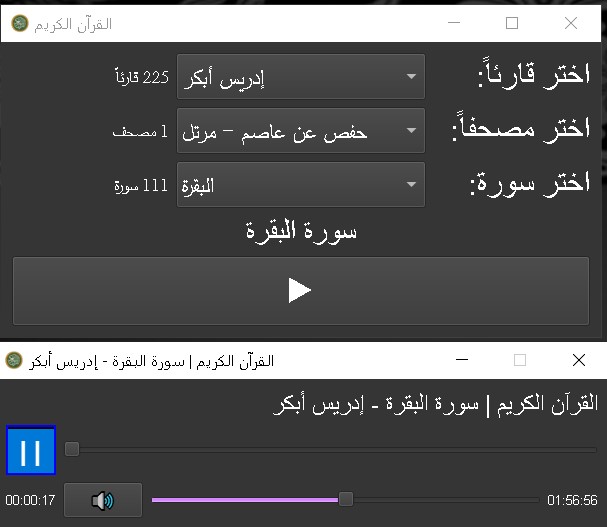 القرآن الكريم
اختر قارئاً: إدريس أبكر 225 قارئاً
اختر مصحفاً: حفص عن عاصم - مرتل 1 مصحف
اختر سورة: البقرة 111 سورة
سورة البقرة
القرآن الكريم | سورة البقرة - إدريس أبكر
القرآن الكريم | سورة البقرة - إدريس أبكر
00:00:17 01:56:56